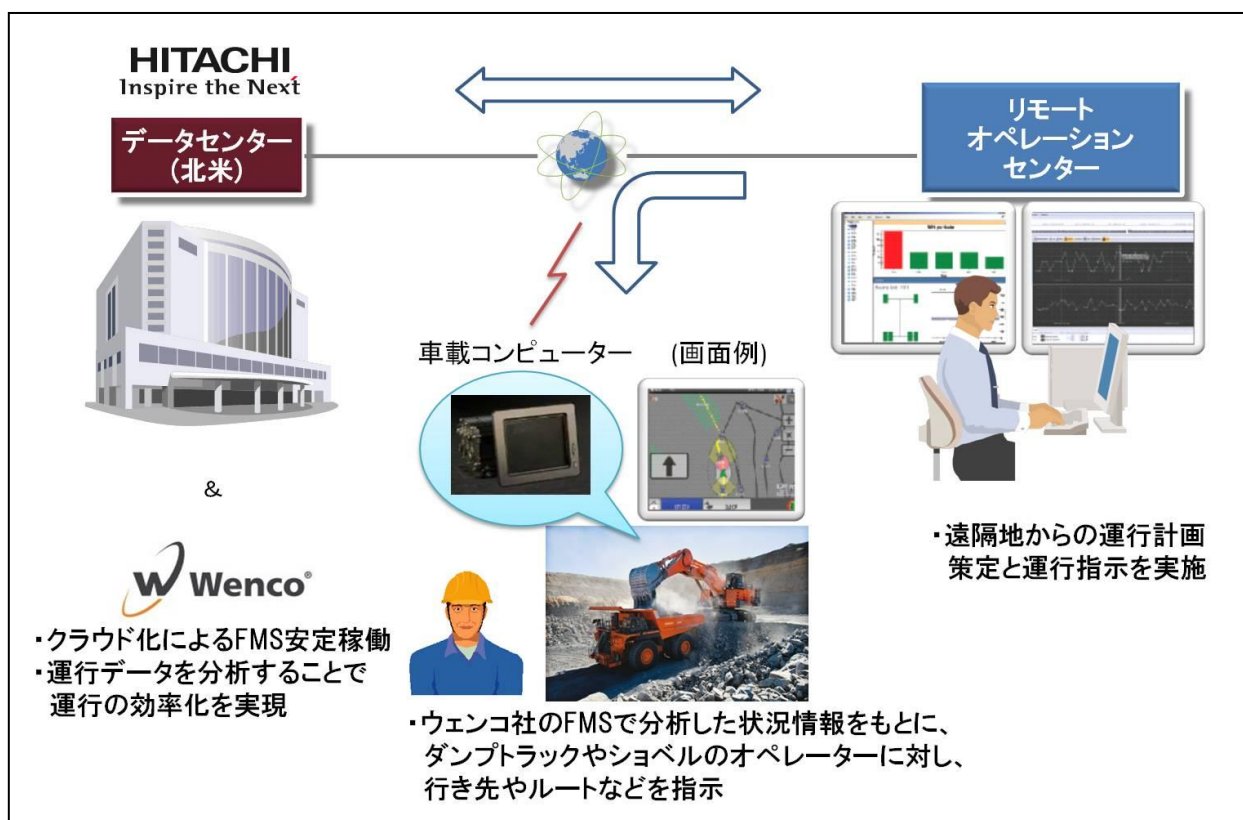 HITACHI
Inspire the Next
データセンター
(北米)
リモート
オペレーション
センター
車載コンピューター
(画面例)
&
Wenco®
・クラウド化によるFMS安定稼働
・運行データを分析することで
運行の効率化を実現
・遠隔地からの運行計画
策定と運行指示を実施
・ウェンコ社のFMSで分析した状況情報をもとに、
ダンプトラックやショベルのオペレーターに対し、
行き先やルートなどを指示